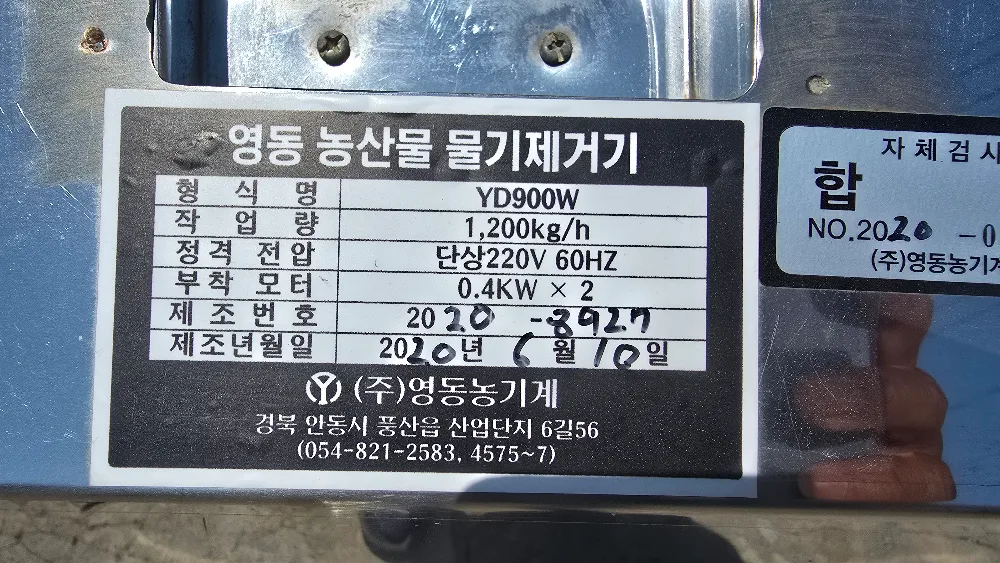 영동 농산물 물기제거기
형식명 YD900W
작업량 1,200kg/h
정격 전압 단상220V 60HZ
부착 모터 0.4KW × 2
제조번호 2020 -8927
제조년월일 2020년 6월 10일
(주)영동농기계
경북 안동시 풍산읍 산업단지 6길56
(054-821-2583, 4575~7)
자체검사
합
NO.2020 -0
(주)영동농기계